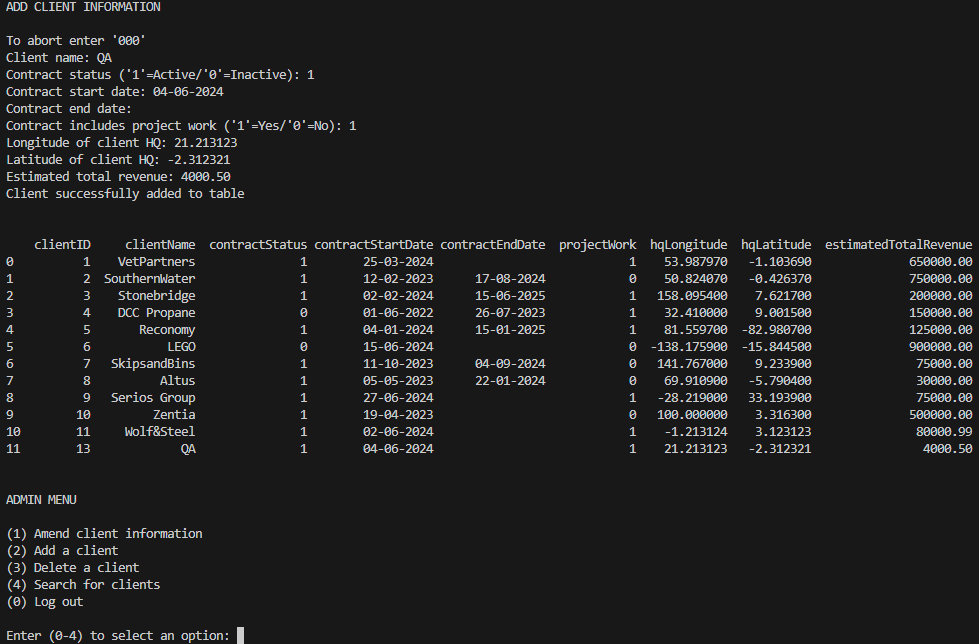 ADD CLIENT INFORMATION
To abort enter '000'
Client name: QA
Contract status ('1'=Active/'0'=Inactive): 1
Contract start date: 04-06-2024
Contract end date:
Contract includes project work ('1'=Yes/'0'=No): 1
Longitude of client HQ: 21.213123
Latitude of client HQ: -2.312321
Estimated total revenue: 4000.50
Client successfully added to table
clientID clientName contractStatus contractStartDate contractEndDate projectWork hqLongitude hqLatitude estimatedTotalRevenue
0 1 VetPartners 1 25-03-2024 1 53.987970 -1.103690 650000.00
1 2 SouthernWater 1 12-02-2023 17-08-2024 0 50.824070 -0.426370 750000.00
2 3 Stonebridge 1 02-02-2024 15-06-2025 1 158.095400 7.621700 200000.00
3 4 DCC Propane 0 01-06-2022 26-07-2023 1 32.410000 9.001500 150000.00
4 5 Reconomy 1 04-01-2024 15-01-2025 1 81.559700 -82.980700 125000.00
5 6 LEGO 0 15-06-2024 0 -138.175900 -15.844500 900000.00
6 7 SkipsandBins 1 11-10-2023 04-09-2024 0 141.767000 9.233900 75000.00
7 8 Altus 1 05-05-2023 22-01-2024 0 69.910900 -5.790400 30000.00
8 9 Serios Group 1 27-06-2024 1 -28.219000 33.193900 75000.00
9 10 Zentia 1 19-04-2023 0 100.000000 3.316300 500000.00
10 11 Wolf&Steel 1 02-06-2024 1 -1.213124 3.123123 80000.99
11 13 QA 1 04-06-2024 1 21.213123 -2.312321 4000.50
ADMIN MENU
(1) Amend client information
(2) Add a client
(3) Delete a client
(4) Search for clients
(0) Log out
Enter (0-4) to select an option: